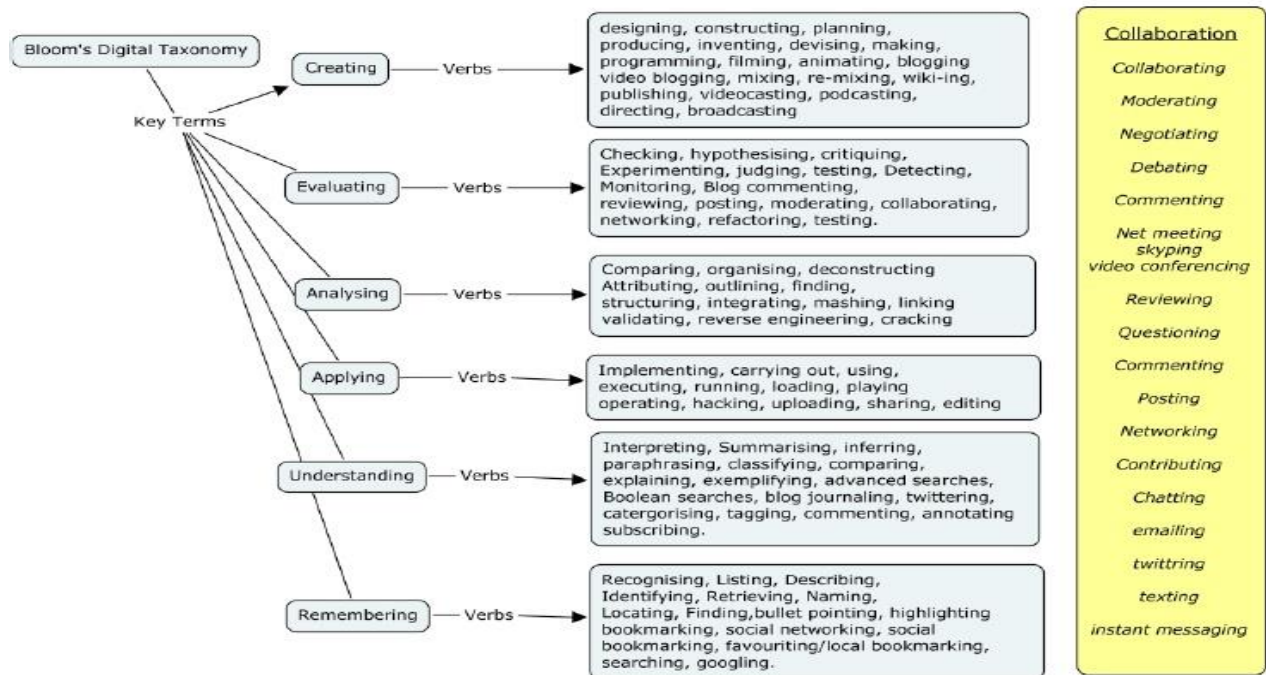 Bloom's Digital Taxonomy
Key Terms
Creating
Verbs
designing, constructing, planning,
producing, inventing, devising, making,
programming, filming, animating, blogging
video blogging, mixing, re-mixing, wiki-ing,
publishing, videocasting, podcasting,
directing, broadcasting
Evaluating
Verbs
Checking, hypothesising, critiquing,
Experimenting, judging, testing, Detecting,
Monitoring, Blog commenting,
reviewing, posting, moderating, collaborating,
networking, refactoring, testing.
Analysing
Verbs
Comparing, organising, deconstructing
Attributing, outlining, finding,
structuring, integrating, mashing, linking
validating, reverse engineering, cracking
Applying
Verbs
Implementing, carrying out, using,
executing, running, loading, playing
operating, hacking, uploading, sharing, editing
Understanding
Verbs
Interpreting, Summarising, inferring,
paraphrasing, classifying, comparing,
explaining, exemplifying, advanced searches,
Boolean searches, blog journaling, twittering,
catergorising, tagging, commenting, annotating
subscribing.
Remembering
Verbs
Recognising, Listing, Describing,
Identifying, Retrieving, Naming,
Locating, Finding,bullet pointing, highlighting
bookmarking, social networking, social
bookmarking, favouriting/local bookmarking,
searching, googling.
Collaboration
Collaborating
Moderating
Negotiating
Debating
Commenting
Net meeting
skyping
video conferencing
Reviewing
Questioning
Commenting
Posting
Networking
Contributing
Chatting
emailing
twittring
texting
instant messaging